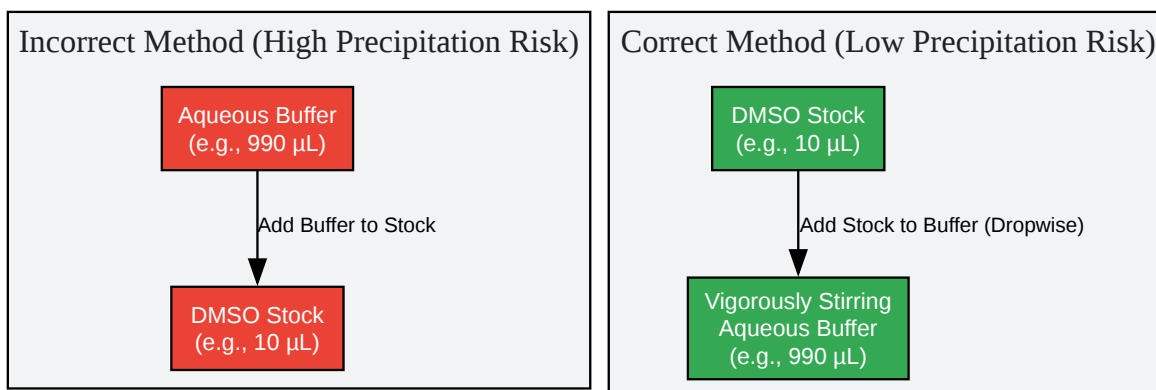 Incorrect Method (High Precipitation Risk)
Aqueous Buffer
(e.g., 990 µL)
Add Buffer to Stock
DMSO Stock
(e.g., 10 µL)
Correct Method (Low Precipitation Risk)
DMSO Stock
(e.g., 10 µL)
Add Stock to Buffer (Dropwise)
Vigorously Stirring
Aqueous Buffer
(e.g., 990 µL)